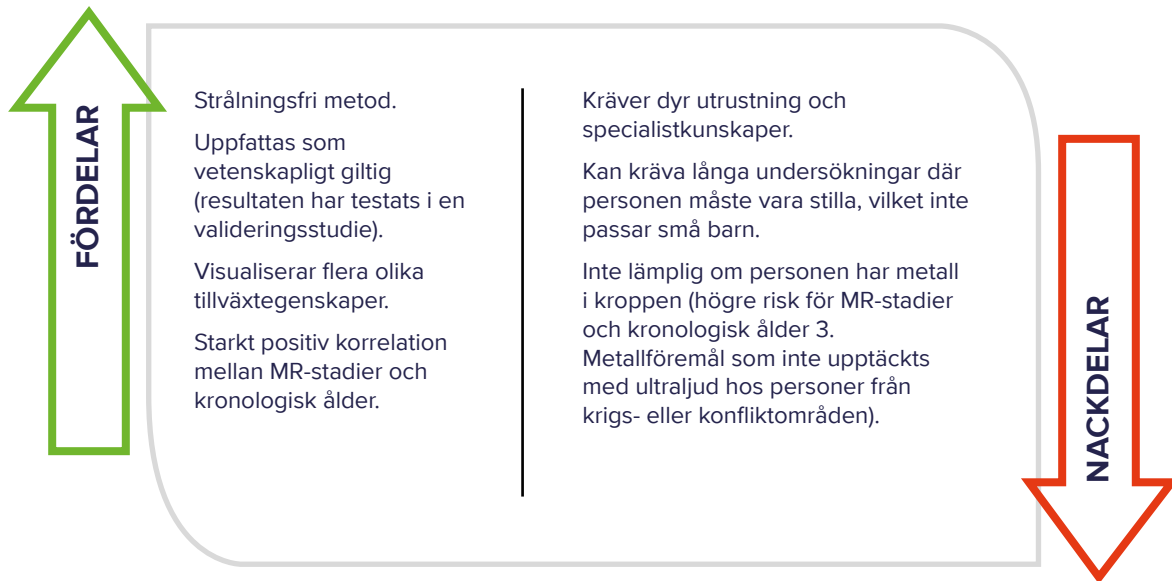 FÖRDELAR
Strålningsfri metod.
Uppfattas som
vetenskapligt giltig
(resultaten har testats i en
valideringsstudie).
Visualiserar flera olika
tillväxtegenskaper.
Starkt positiv korrelation
mellan MR-stadier och
kronologisk ålder.
Kräver dyr utrustning och
specialistkunskaper.
Kan kräva långa undersökningar där
personen måste vara stilla, vilket inte
passar små barn.
Inte lämplig om personen har metall
i kroppen (högre risk för MR-stadier
och kronologisk ålder 3.
Metallföremål som inte upptäckts
med ultraljud hos personer från
krigs- eller konfliktområden).
NACKDELAR